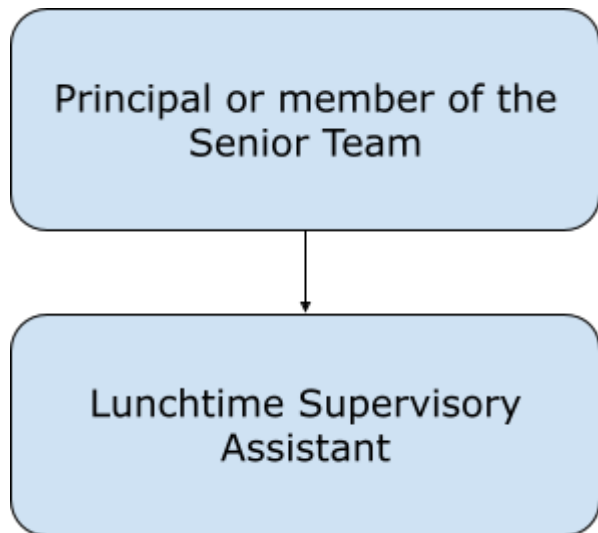 Principal or member of the
Senior Team
Lunchtime Supervisory
Assistant